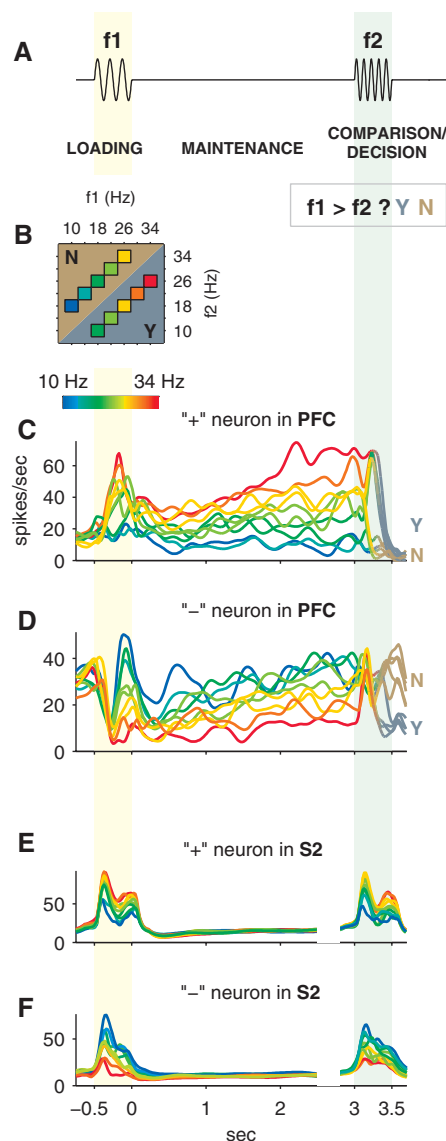 A
f1
f2
LOADING
MAINTENANCE
COMPARISON/
DECISION
f1 > f2 ? Y N
f1 (Hz)
10 18 26 34
B
N
Y
34
26
18
10
f2 (Hz)
10 Hz
34 Hz
C
"+" neuron in PFC
spikes/sec
60
40
20
0
Y
N
D
"−" neuron in PFC
40
20
0
N
Y
E
"+" neuron in S2
50
0
F
"−" neuron in S2
50
0
−0.5 0 1 2 3 3.5
sec